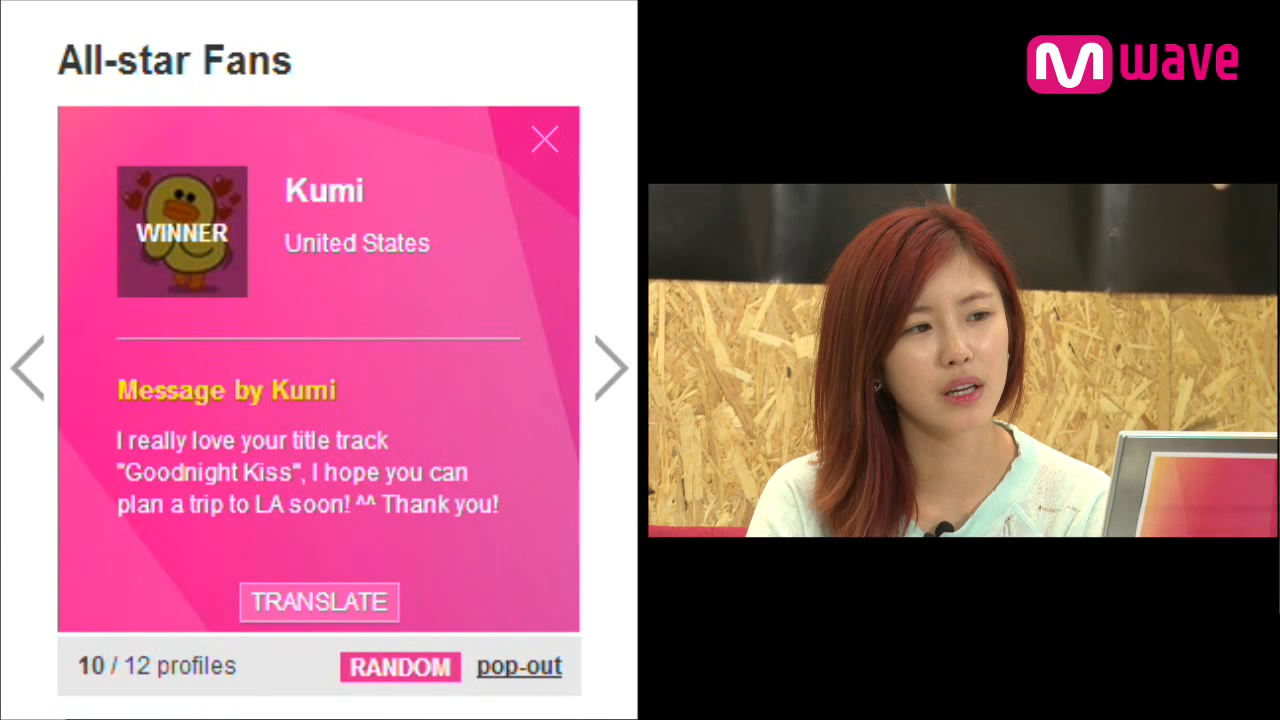 All-star Fans
Mwave
WINNER
Kumi
United States
Message by Kumi
I really love your title track
"Goodnight Kiss", I hope you can
plan a trip to LA soon! ^^ Thank you!
TRANSLATE
10 / 12 profiles
RANDOM
pop-out